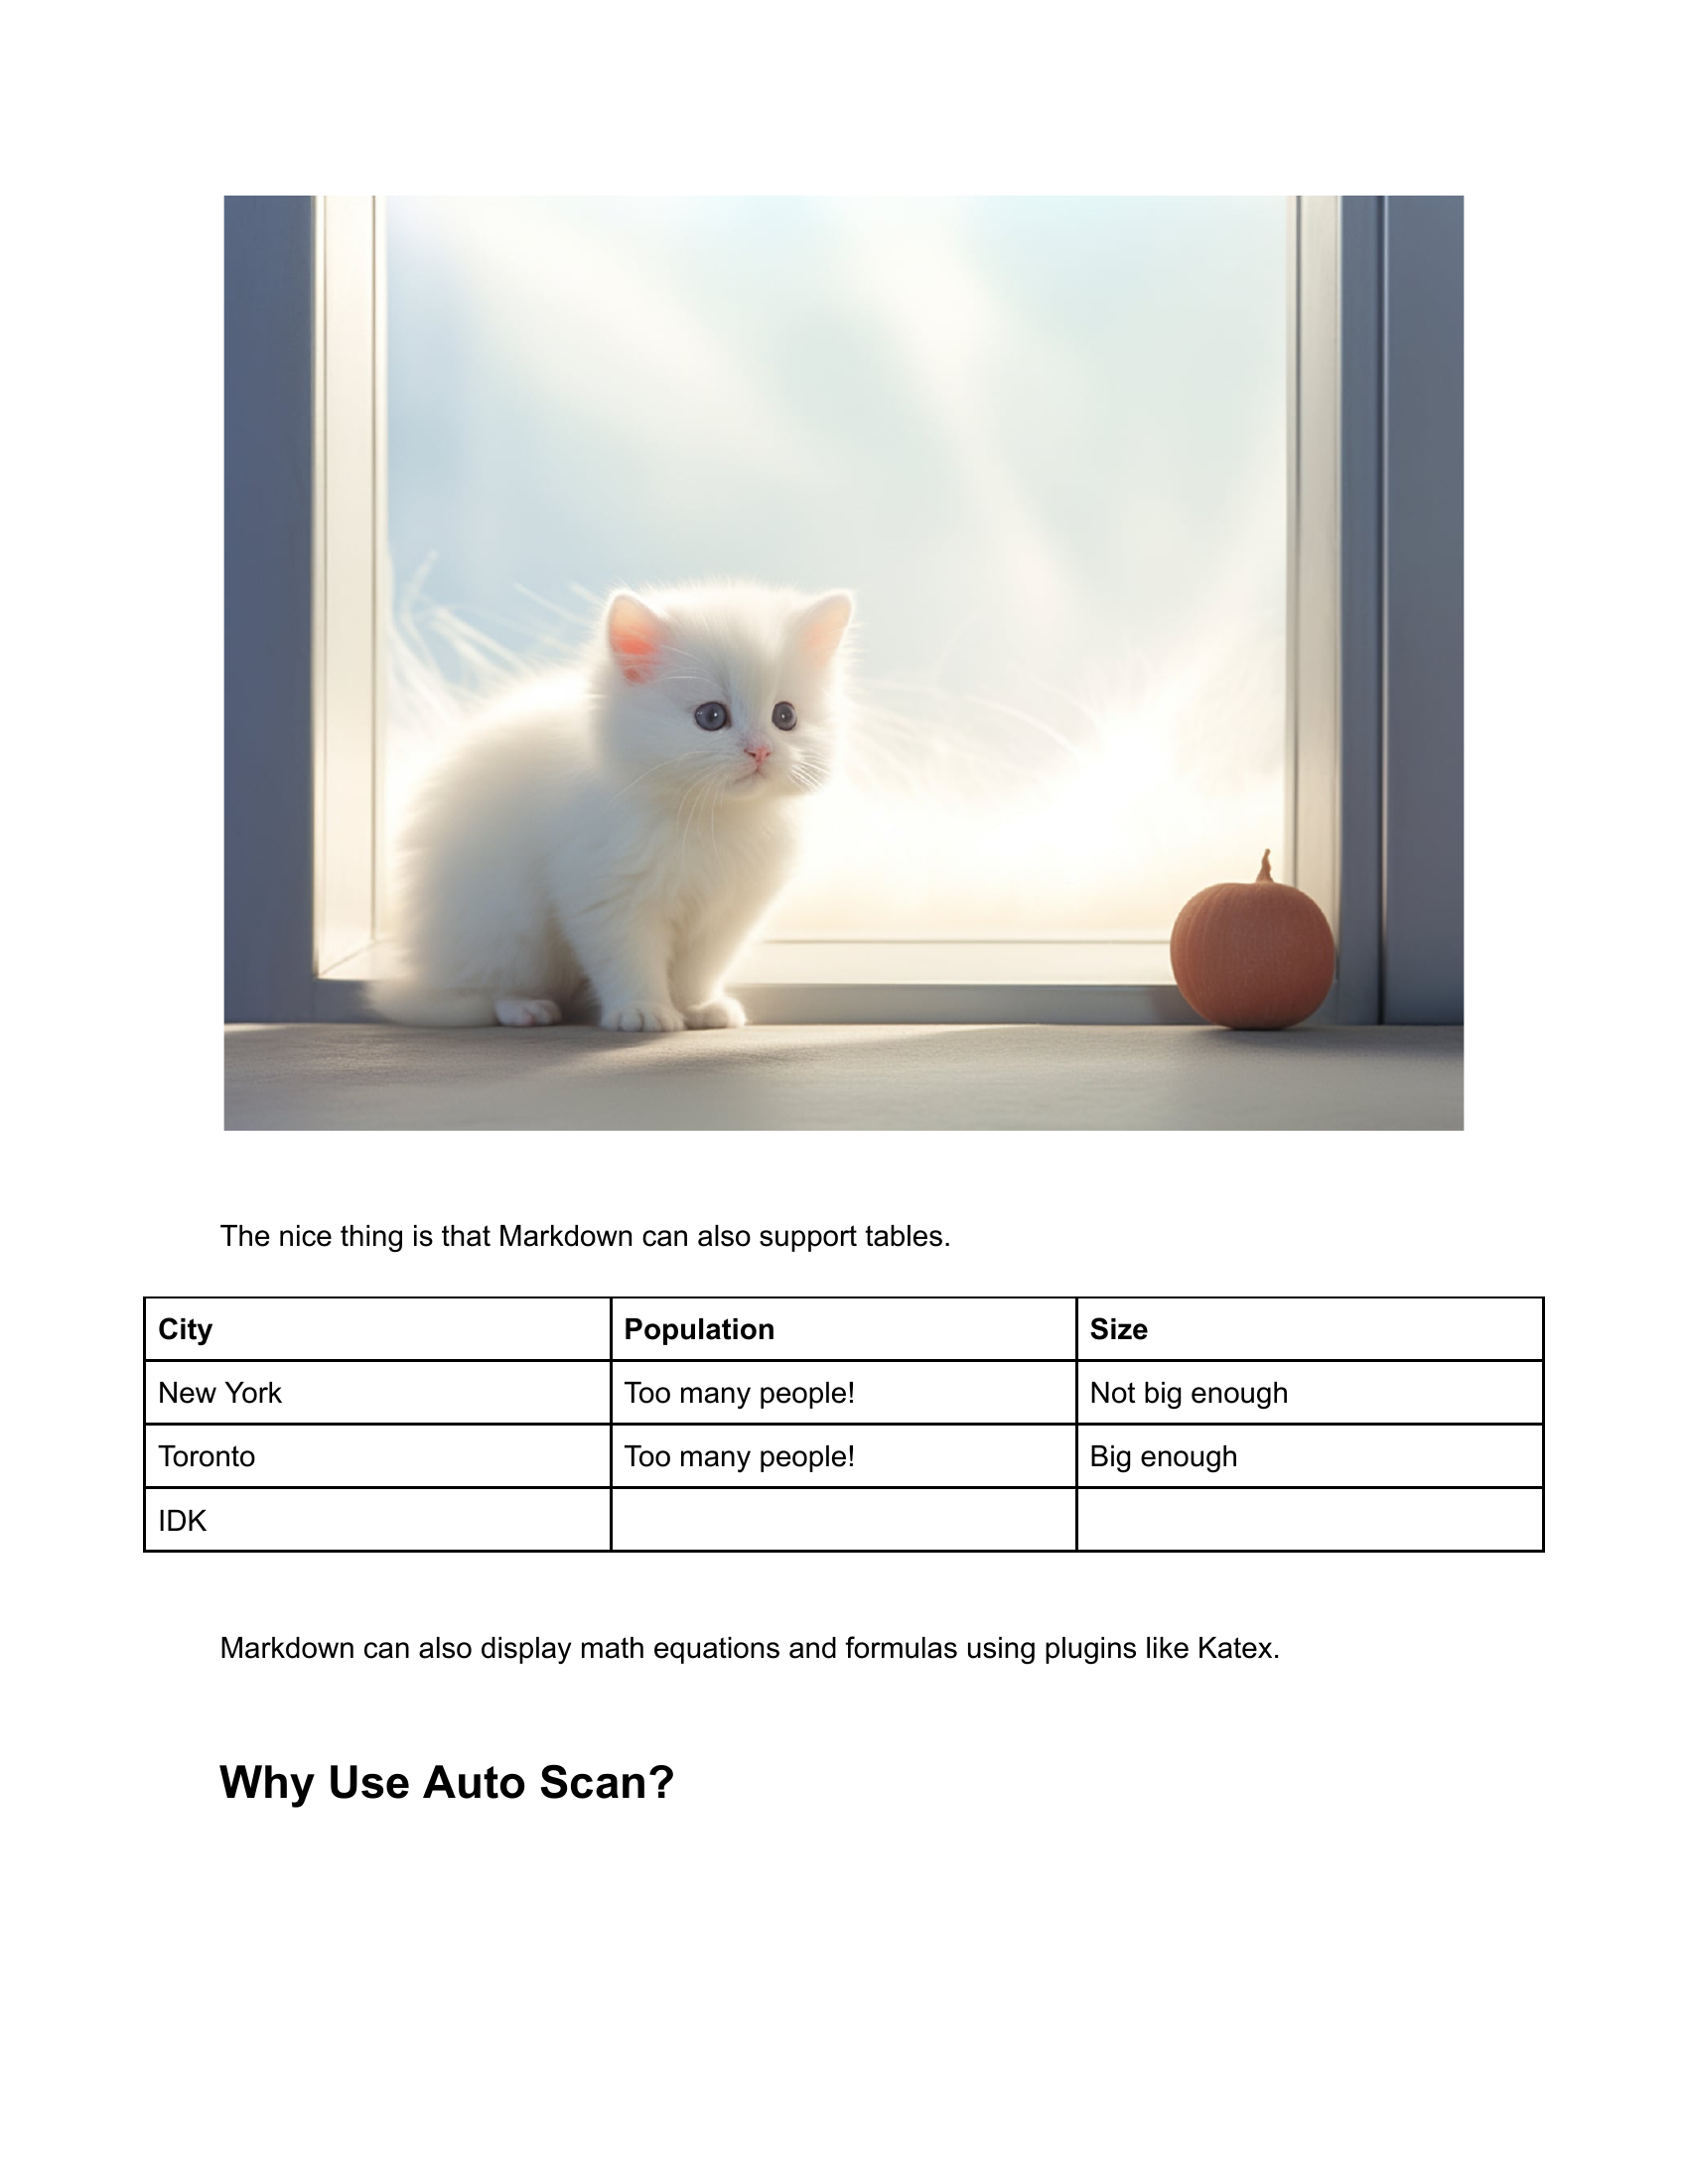 The nice thing is that Markdown can also support tables.
City Population Size
New York Too many people! Not big enough
Toronto Too many people! Big enough
IDK
Markdown can also display math equations and formulas using plugins like Katex.
Why Use Auto Scan?